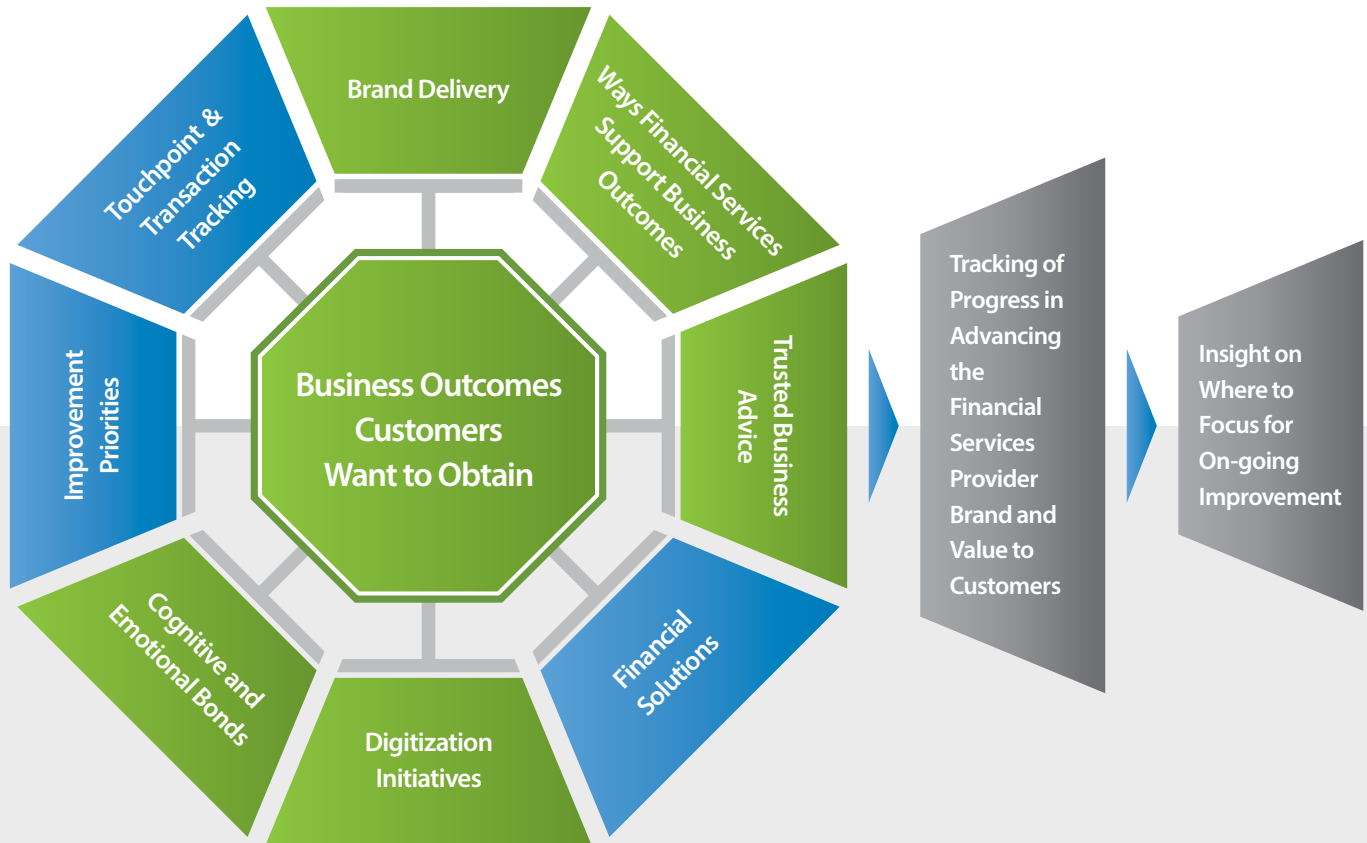 Brand Delivery
Ways Financial Services
Support Business
Outcomes
Trusted Business
Advice
Financial
Solutions
Digitization
Initiatives
Cognitive and
Emotional Bonds
Improvement
Priorities
Touchpoint &
Transaction
Tracking
Business Outcomes
Customers
Want to Obtain
Tracking of
Progress in
Advancing
the
Financial
Services
Provider
Brand and
Value to
Customers
Insight on
Where to
Focus for
On-going
Improvement